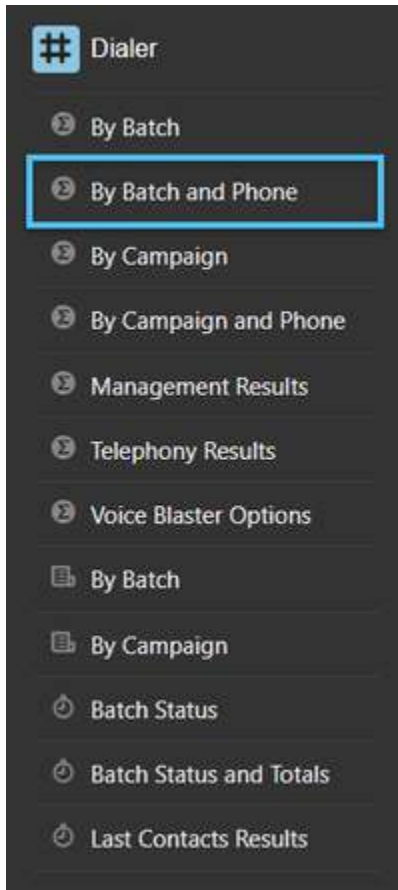 Dialer
By Batch
By Batch and Phone
By Campaign
By Campaign and Phone
Management Results
Telephony Results
Voice Blaster Options
By Batch
By Campaign
Batch Status
Batch Status and Totals
Last Contacts Results